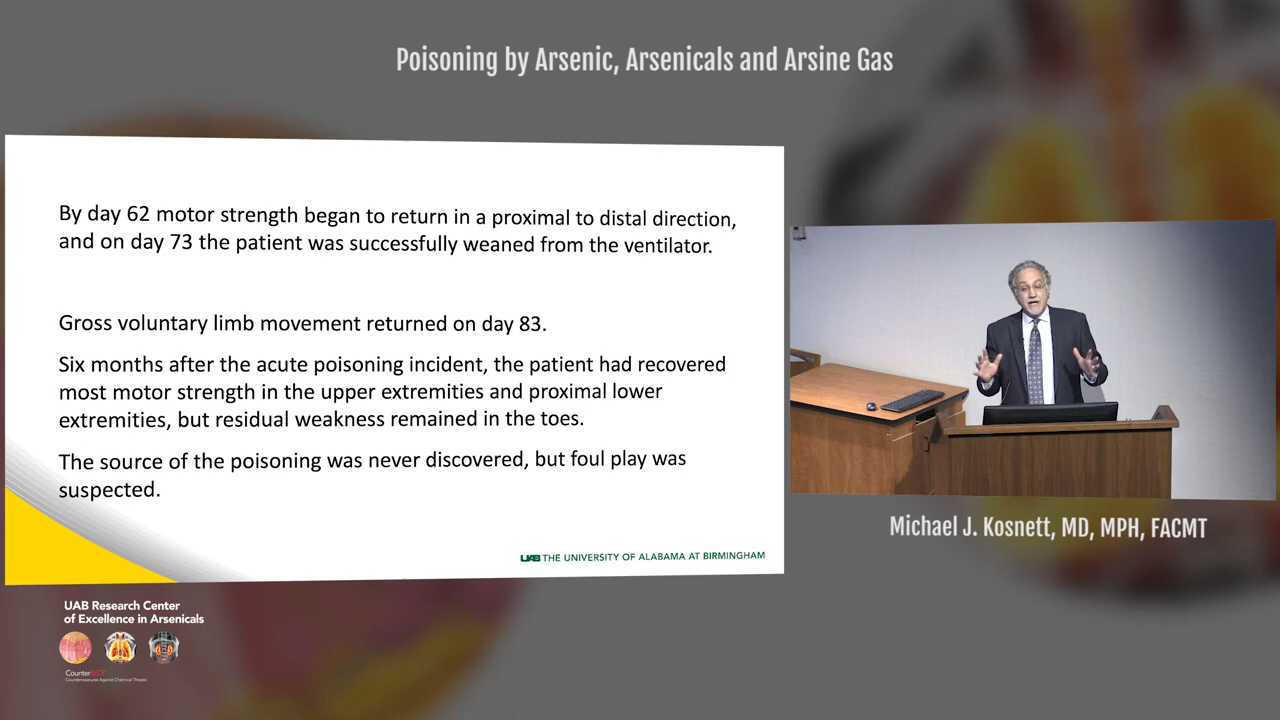 Poisoning by Arsenic, Arsenicals and Arsine Gas
By day 62 motor strength began to return in a proximal to distal direction,
and on day 73 the patient was successfully weaned from the ventilator.
Gross voluntary limb movement returned on day 83.
Six months after the acute poisoning incident, the patient had recovered
most motor strength in the upper extremities and proximal lower
extremities, but residual weakness remained in the toes.
The source of the poisoning was never discovered, but foul play was
suspected.
UAB THE UNIVERSITY OF ALABAMA AT BIRMINGHAM
Michael J. Kosnett, MD, MPH, FACMT
UAB Research Center
of Excellence in Arsenicals
CounterACT
Countermeasures Against Chemical Threats